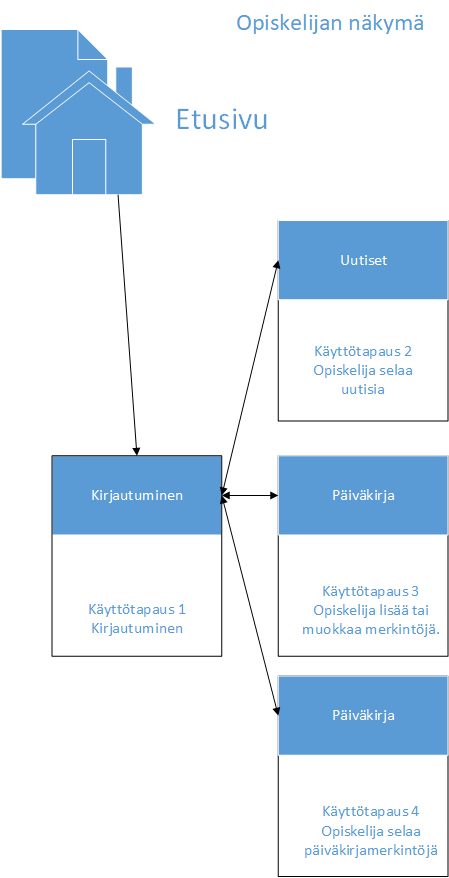 Opiskelijan näkymä
Etusivu
Uutiset
Käyttötapaus 2
Opiskelija selaa
uutisia
Kirjautuminen
Käyttötapaus 1
Kirjautuminen
Päiväkirja
Käyttötapaus 3
Opiskelija lisää tai
muokkaa merkintöjä.
Päiväkirja
Käyttötapaus 4
Opiskelija selaa
päiväkirjamerkintöjä